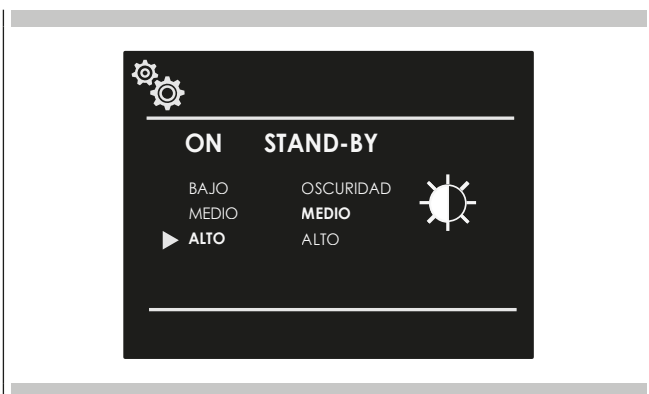 ON STAND-BY
BAJO OSCURIDAD
MEDIO MEDIO
ALTO ALTO